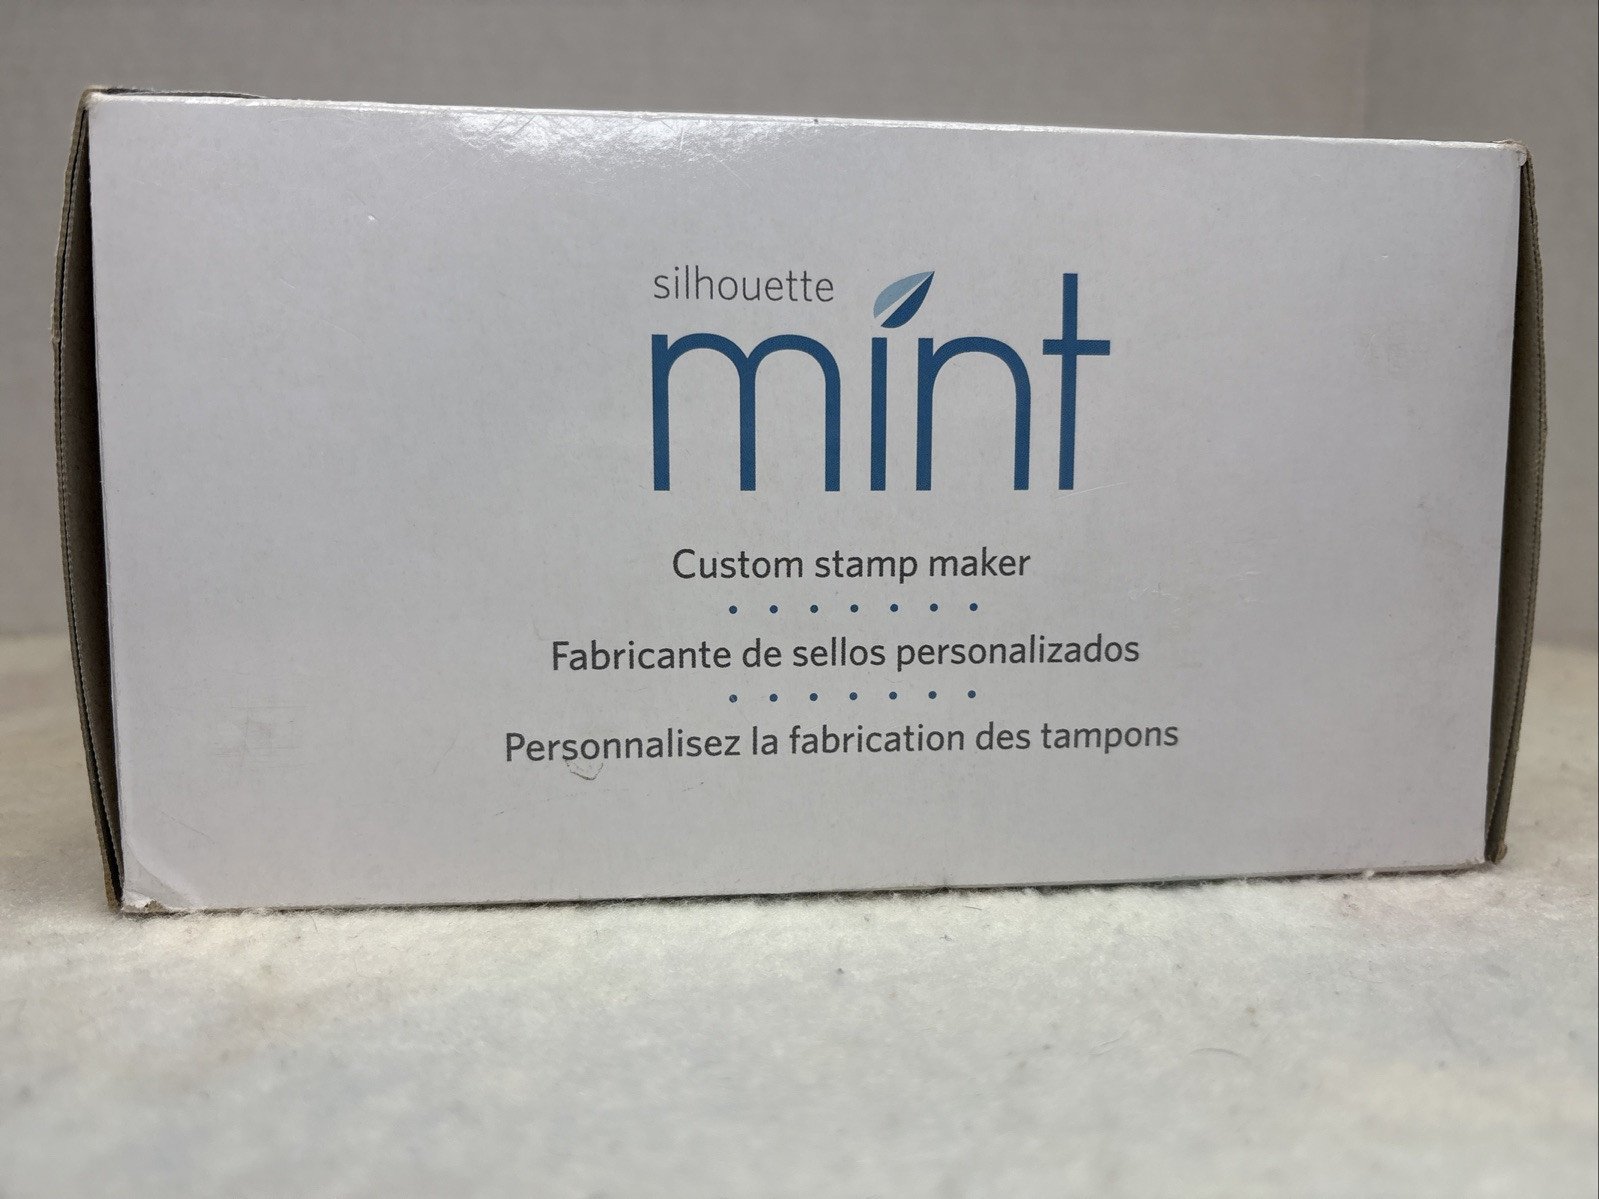 silhouette
mint
Custom stamp maker
Fabricante de sellos personalizados
Personnalisez la fabrication des tampons